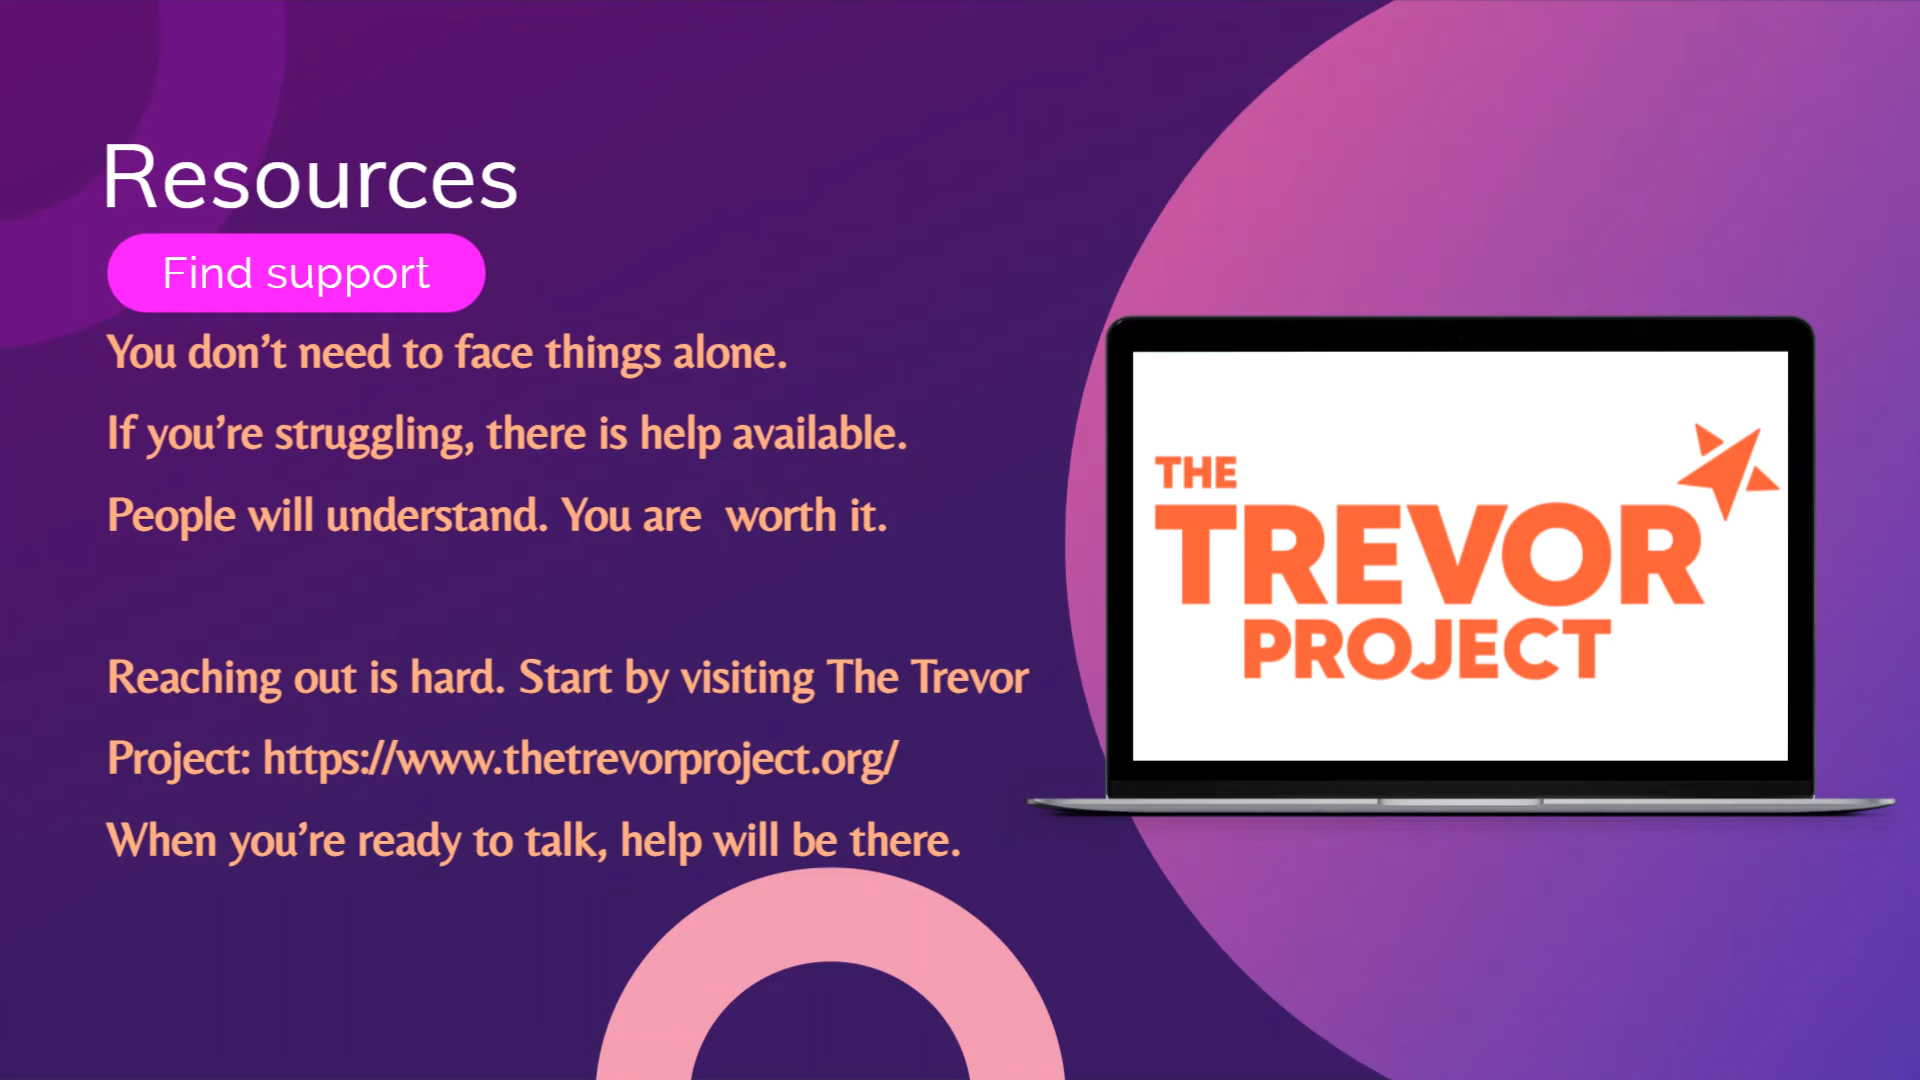 Resources
Find support
You don’t need to face things alone.
If you’re struggling, there is help available.
People will understand. You are  worth it.
Reaching out is hard. Start by visiting The Trevor
Project: https://www.thetrevorproject.org/
When you’re ready to talk, help will be there.
THE
TREVOR
PROJECT